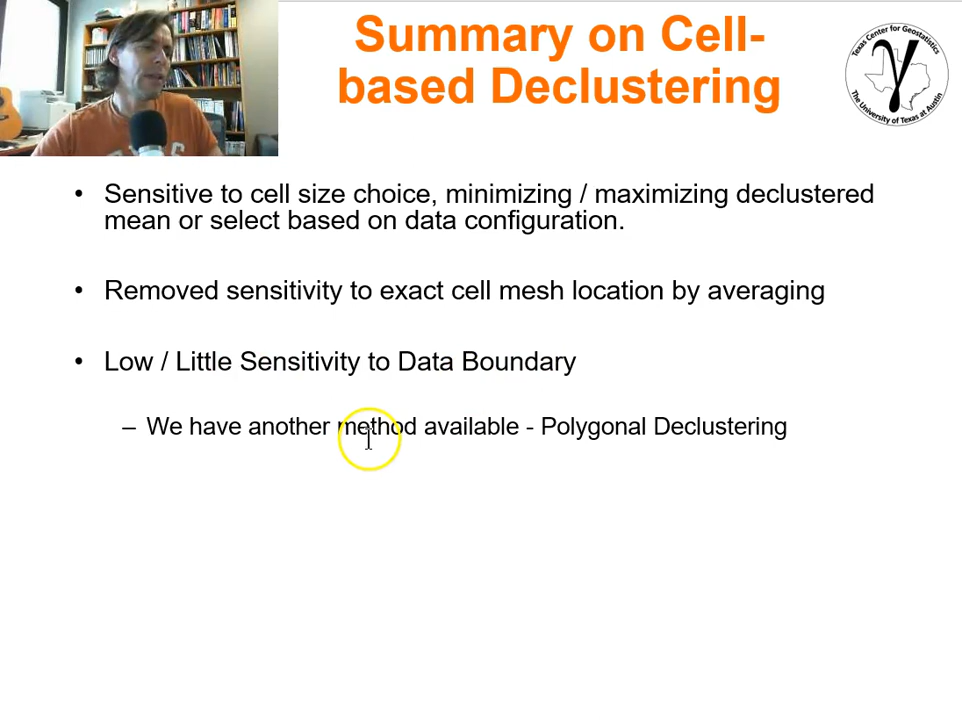 Summary on Cell-
based Declustering
Texas Center for Geostatistics
γ
The University of Texas at Austin
• Sensitive to cell size choice, minimizing / maximizing declustered
mean or select based on data configuration.
• Removed sensitivity to exact cell mesh location by averaging
• Low / Little Sensitivity to Data Boundary
– We have another method available - Polygonal Declustering